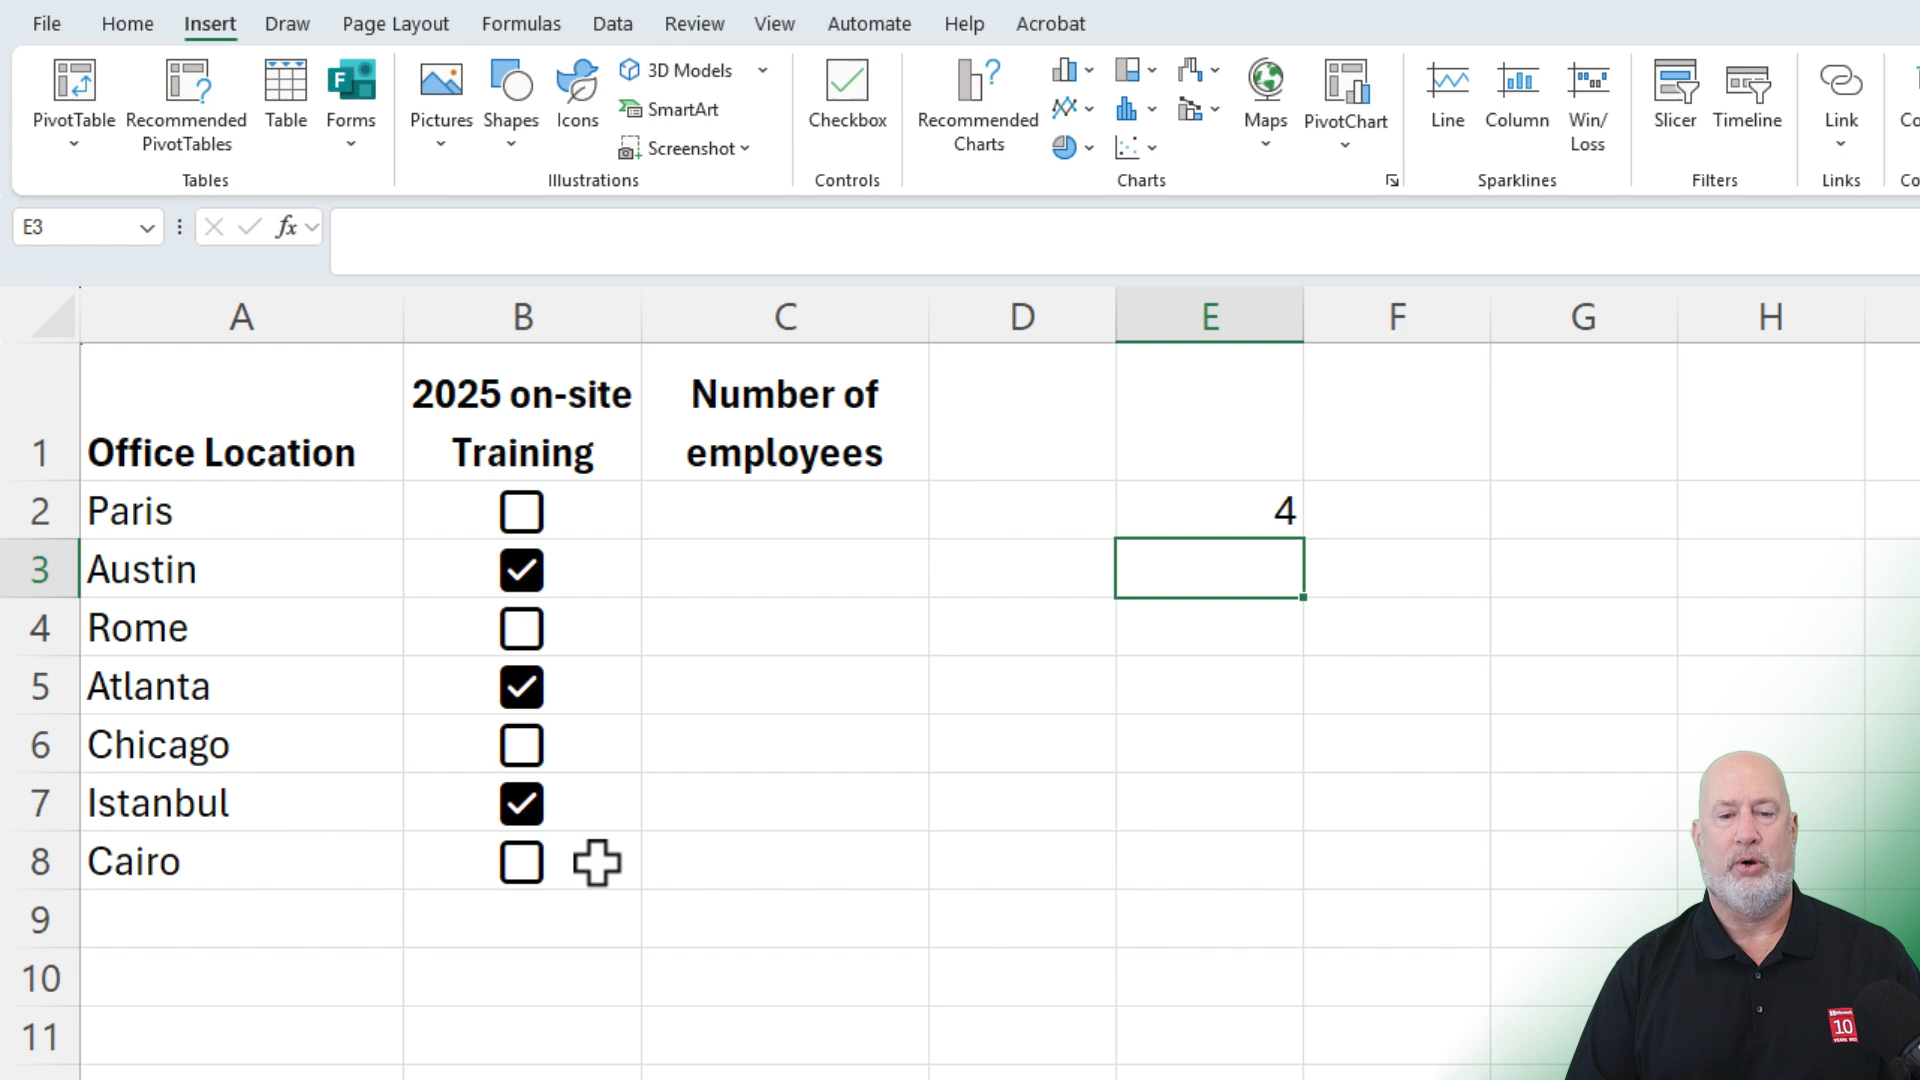 File Home Insert Draw Page Layout Formulas Data Review View Automate Help Acrobat
PivotTable Recommended PivotTables Table Forms
Tables
Pictures Shapes Icons 3D Models
SmartArt
Screenshot
Illustrations
Checkbox
Controls
Recommended Charts
Maps PivotChart
Charts
Line Column Win/ Loss
Sparklines
Slicer Timeline
Filters
Link
Links
Co
Co
E3 fx
A B C D E F G H
2025 on-site Number of
1 Office Location Training employees
2 Paris 4
3 Austin
4 Rome
5 Atlanta
6 Chicago
7 Istanbul
8 Cairo
9
10
11
10